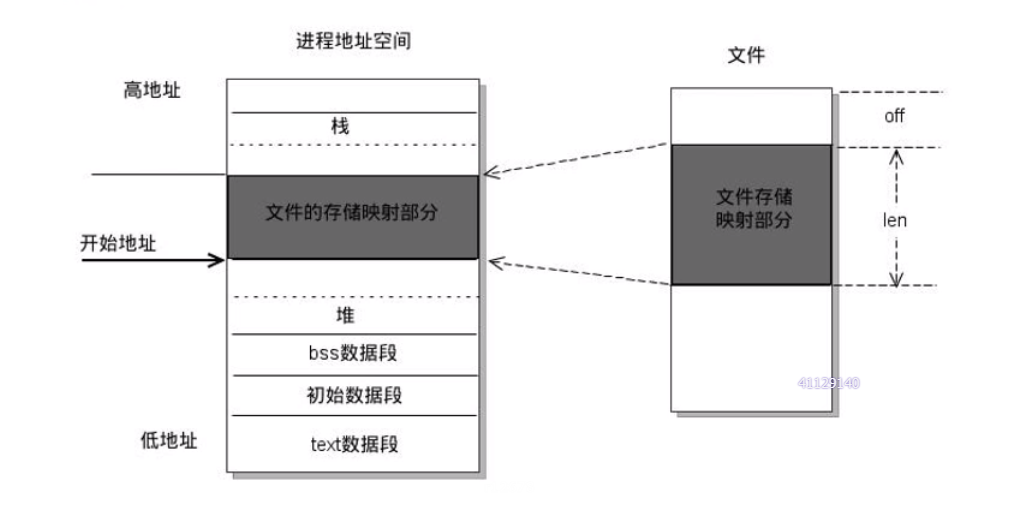 进程地址空间
文件
高地址
栈
off
文件的存储映射部分
文件存储
映射部分
len
开始地址
堆
bss数据段
初始数据段
低地址
text数据段
41129140